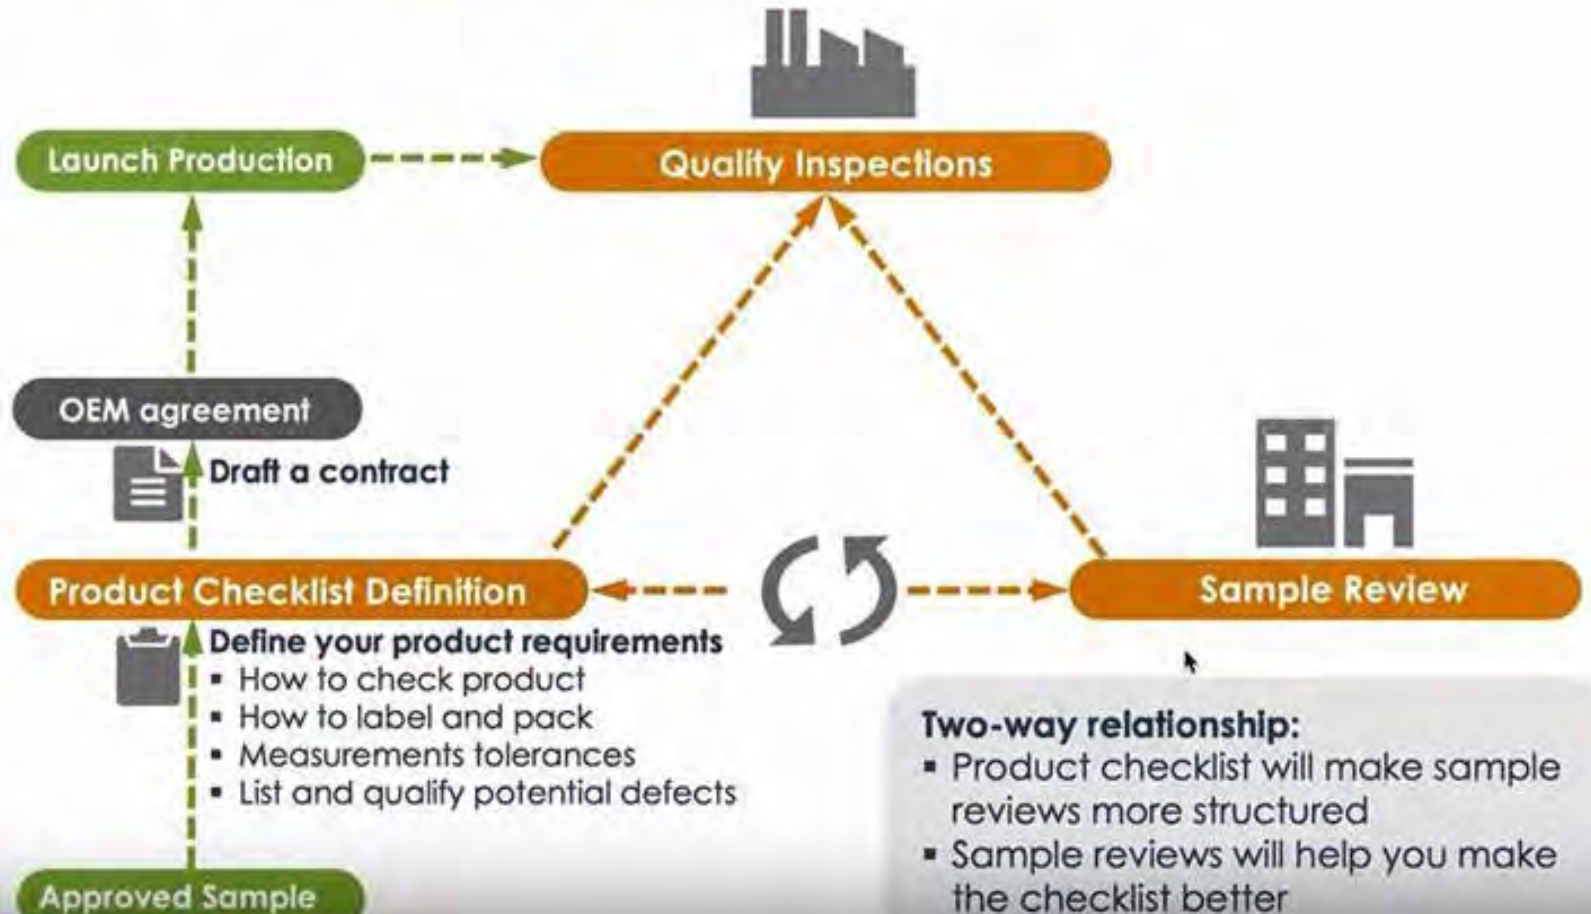 Launch Production
Quality Inspections
OEM agreement
Draft a contract
Product Checklist Definition
Sample Review
Define your product requirements
▪ How to check product
▪ How to label and pack
▪ Measurements tolerances
▪ List and qualify potential defects
Two-way relationship:
▪ Product checklist will make sample
reviews more structured
▪ Sample reviews will help you make
the checklist better
Approved Sample